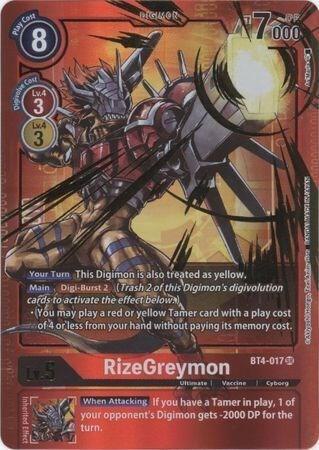 Play Cost
8
DIGIMON
DP
7000
Digivolve Cost
Lv.4
3
Lv.4
3
Your Turn This Digimon is also treated as yellow.
Main Digi-Burst 2 (Trash 2 of this Digimon's digivolution
cards to activate the effect below.)
• You may play a red or yellow Tamer card with a play cost
of 4 or less from your hand without paying its memory cost.
RizeGreymon
BT4-017 SR
Lv.5
Ultimate Vaccine Cyborg
Inherited Effect
When Attacking If you have a Tamer in play, 1 of
your opponent's Digimon gets -2000 DP for the
turn.